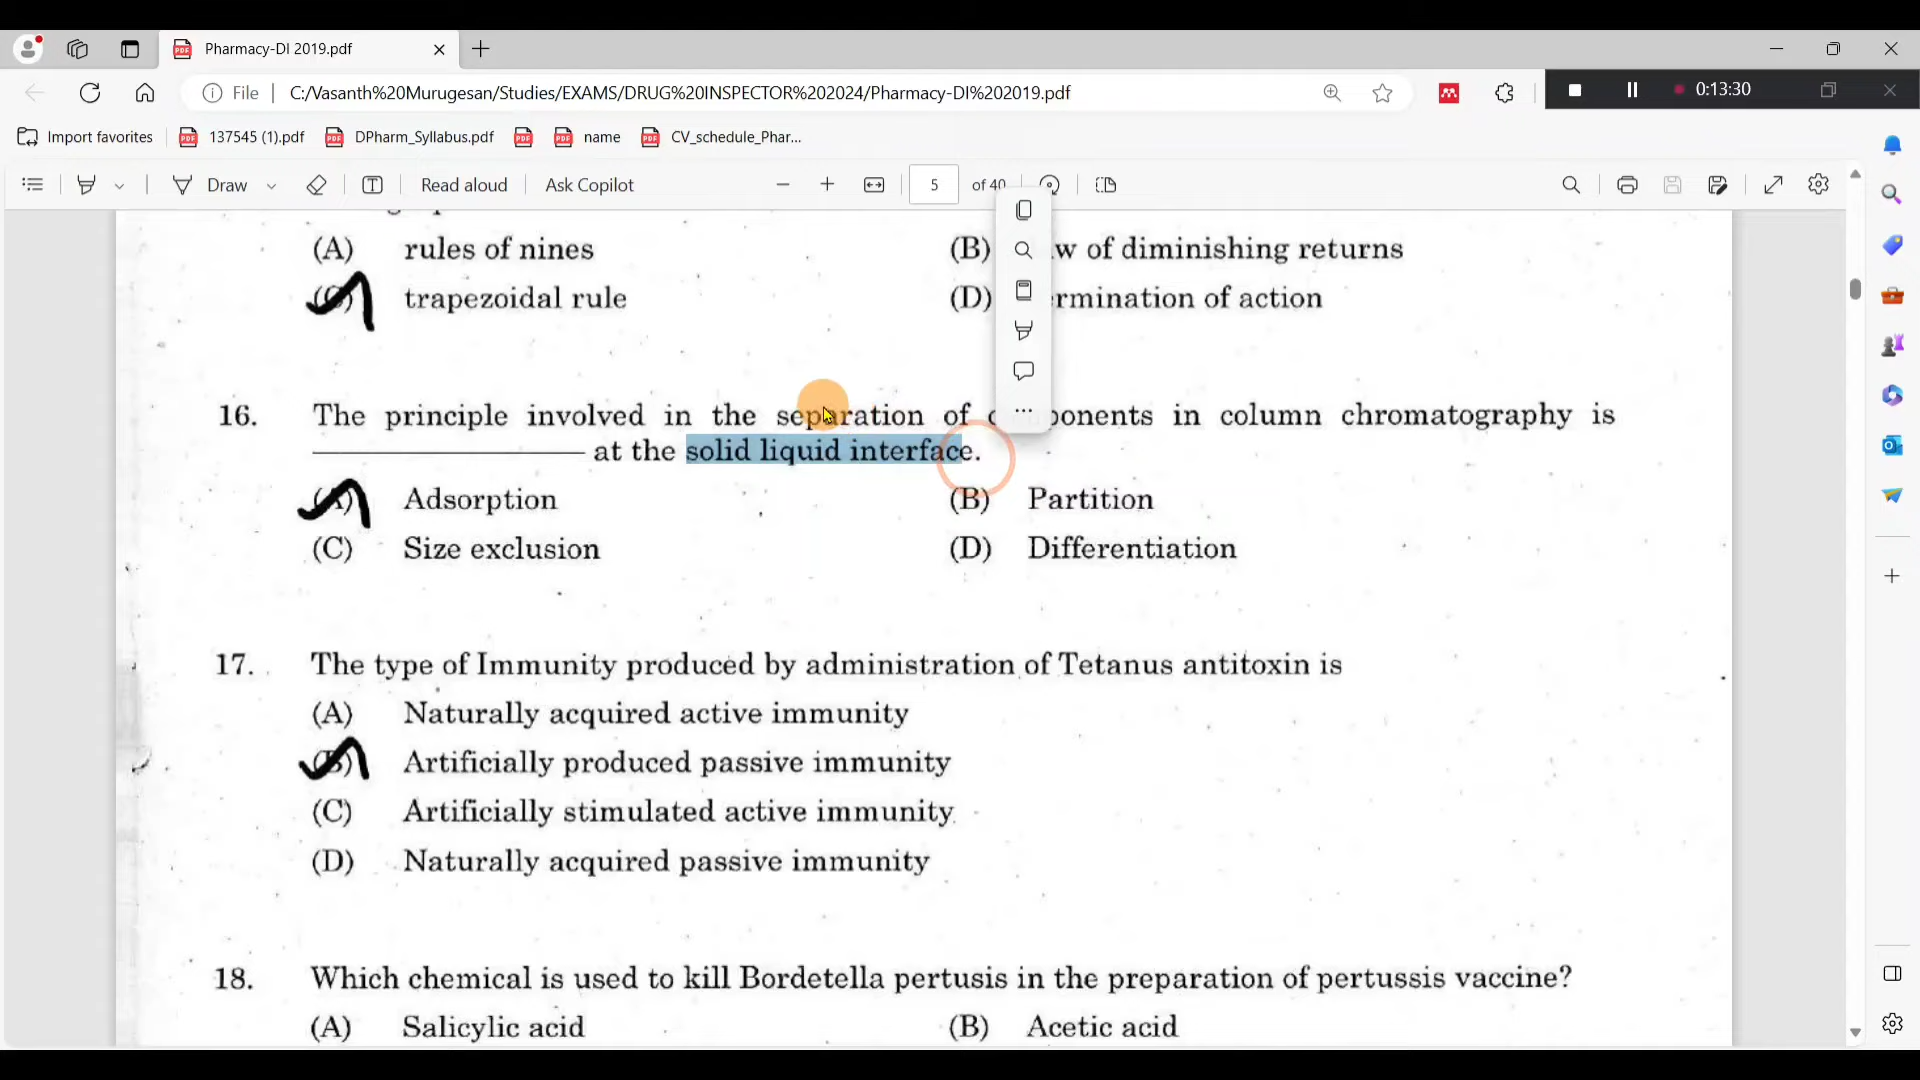 Pharmacy-DI 2019.pdf
File
C:/Vasanth%20Murugesan/Studies/EXAMS/DRUG%20INSPECTOR%202024/Pharmacy-DI%202019.pdf
0:13:30
Import favorites
137545 (1).pdf
DPharm_Syllabus.pdf
name
CV_schedule_Phar...
Draw
Read aloud
Ask Copilot
5
of 40
(A) rules of nines
(B) w of diminishing returns
trapezoidal rule
(D) rmination of action
16. The principle involved in the separation of ponents in column chromatography is
at the solid liquid interface.
(A) Adsorption
(B) Partition
(C) Size exclusion
(D) Differentiation
17. The type of Immunity produced by administration of Tetanus antitoxin is
(A) Naturally acquired active immunity
(B) Artificially produced passive immunity
(C) Artificially stimulated active immunity
(D) Naturally acquired passive immunity
18. Which chemical is used to kill Bordetella pertusis in the preparation of pertussis vaccine?
(A) Salicylic acid
(B) Acetic acid